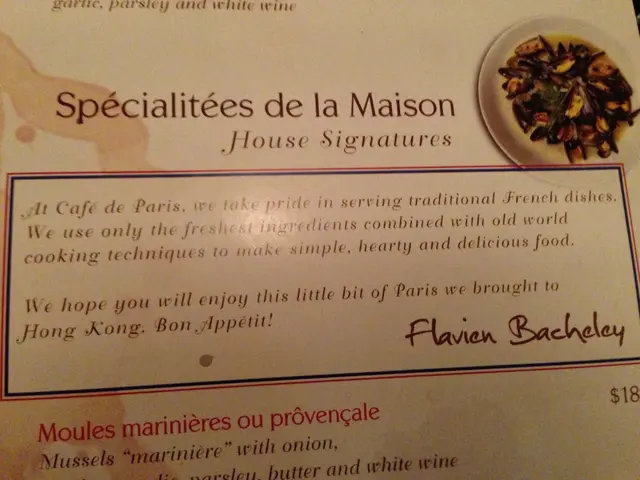 garlic, parsley and white wine
Spécialitées de la Maison
House Signatures
At Café de Paris, we take pride in serving traditional French dishes.
We use only the freshest ingredients combined with old world
cooking techniques to make simple, hearty and delicious food.
We hope you will enjoy this little bit of Paris we brought to
Hong Kong. Bon Appétit!
Flavien Bacheley
$18
Moules marinières ou prôvençale
Mussels "marinière" with onion,
parsley, butter and white wine